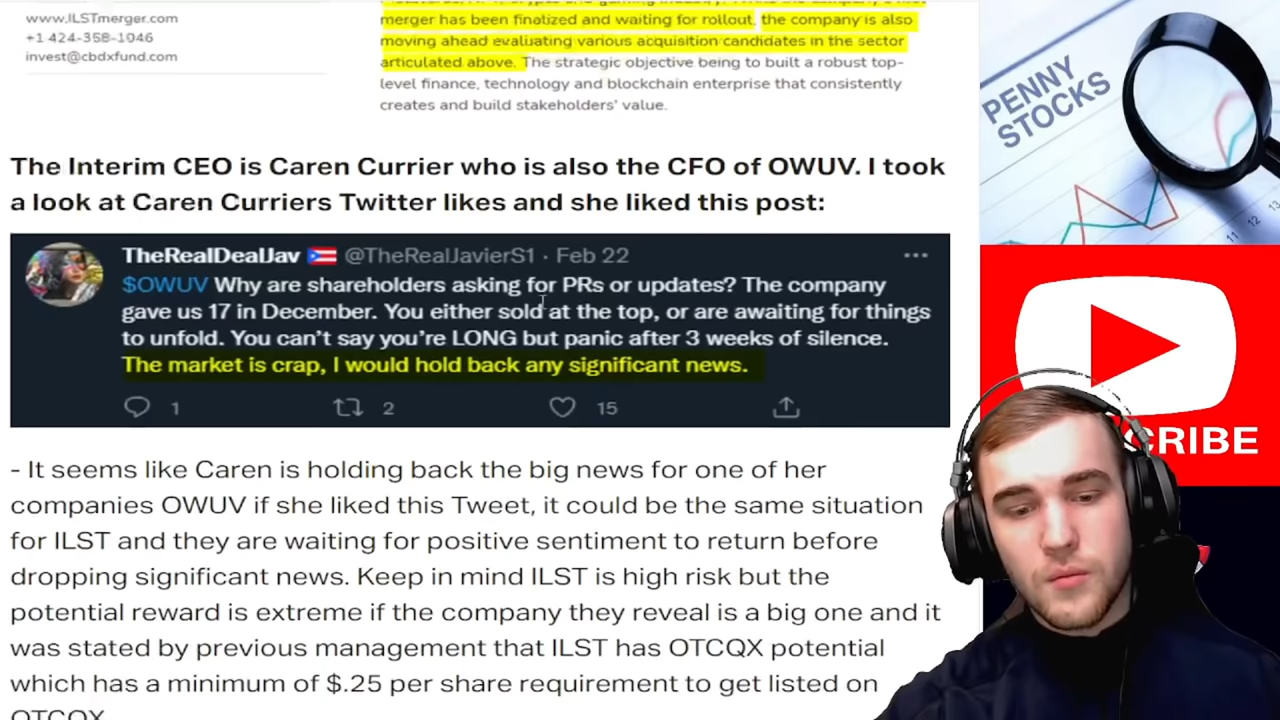 www.ILSTmerger.com
+1 424-358-1046
invest@cbdxfund.com
merger has been finalized and waiting for rollout, the company is also
moving ahead evaluating various acquisition candidates in the sector
articulated above. The strategic objective being to built a robust top-
level finance, technology and blockchain enterprise that consistently
creates and build stakeholders' value.
The Interim CEO is Caren Currier who is also the CFO of OWUV. I took
a look at Caren Curriers Twitter likes and she liked this post:
TheRealDealJav @TheRealJavierS1 · Feb 22
$OWUV Why are shareholders asking for PRs or updates? The company
gave us 17 in December. You either sold at the top, or are awaiting for things
to unfold. You can't say you're LONG but panic after 3 weeks of silence.
The market is crap, I would hold back any significant news.
1 2 15
- It seems like Caren is holding back the big news for one of her
companies OWUV if she liked this Tweet, it could be the same situation
for ILST and they are waiting for positive sentiment to return before
dropping significant news. Keep in mind ILST is high risk but the
potential reward is extreme if the company they reveal is a big one and it
was stated by previous management that ILST has OTCQX potential
which has a minimum of $.25 per share requirement to get listed on
OTCQX
PENNY
STOCKS
11 12 13
CRIBE